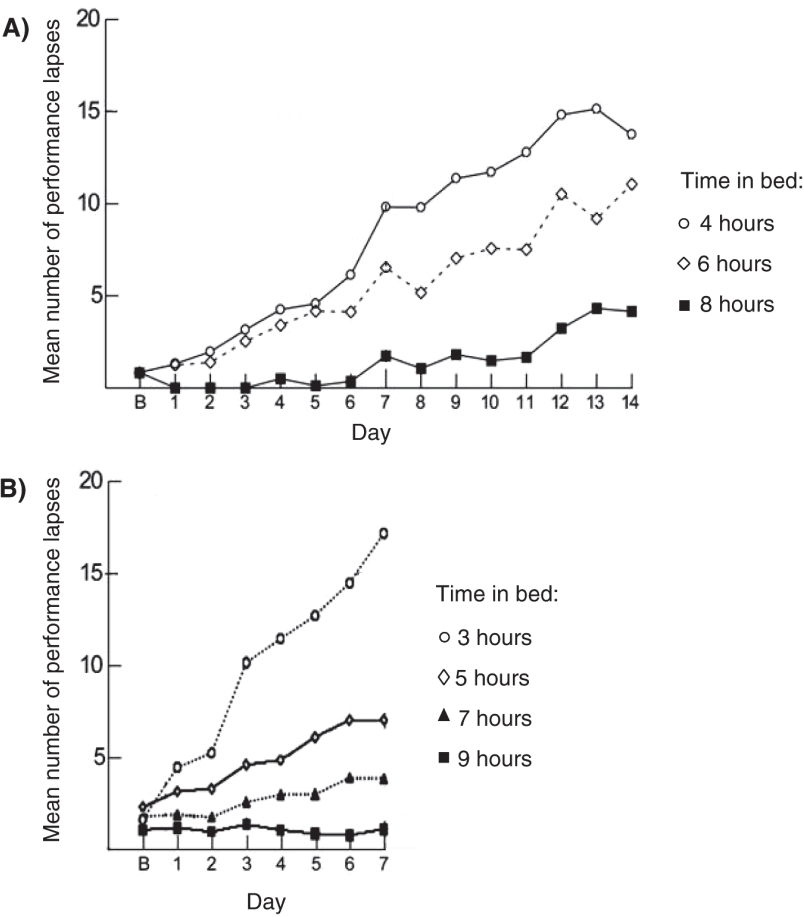 A)
Mean number of performance lapses
20
15
10
5
B 1 2 3 4 5 6 7 8 9 10 11 12 13 14
Day
Time in bed:
4 hours
6 hours
8 hours
B)
Mean number of performance lapses
20
15
10
5
B 1 2 3 4 5 6 7
Day
Time in bed:
3 hours
5 hours
7 hours
9 hours